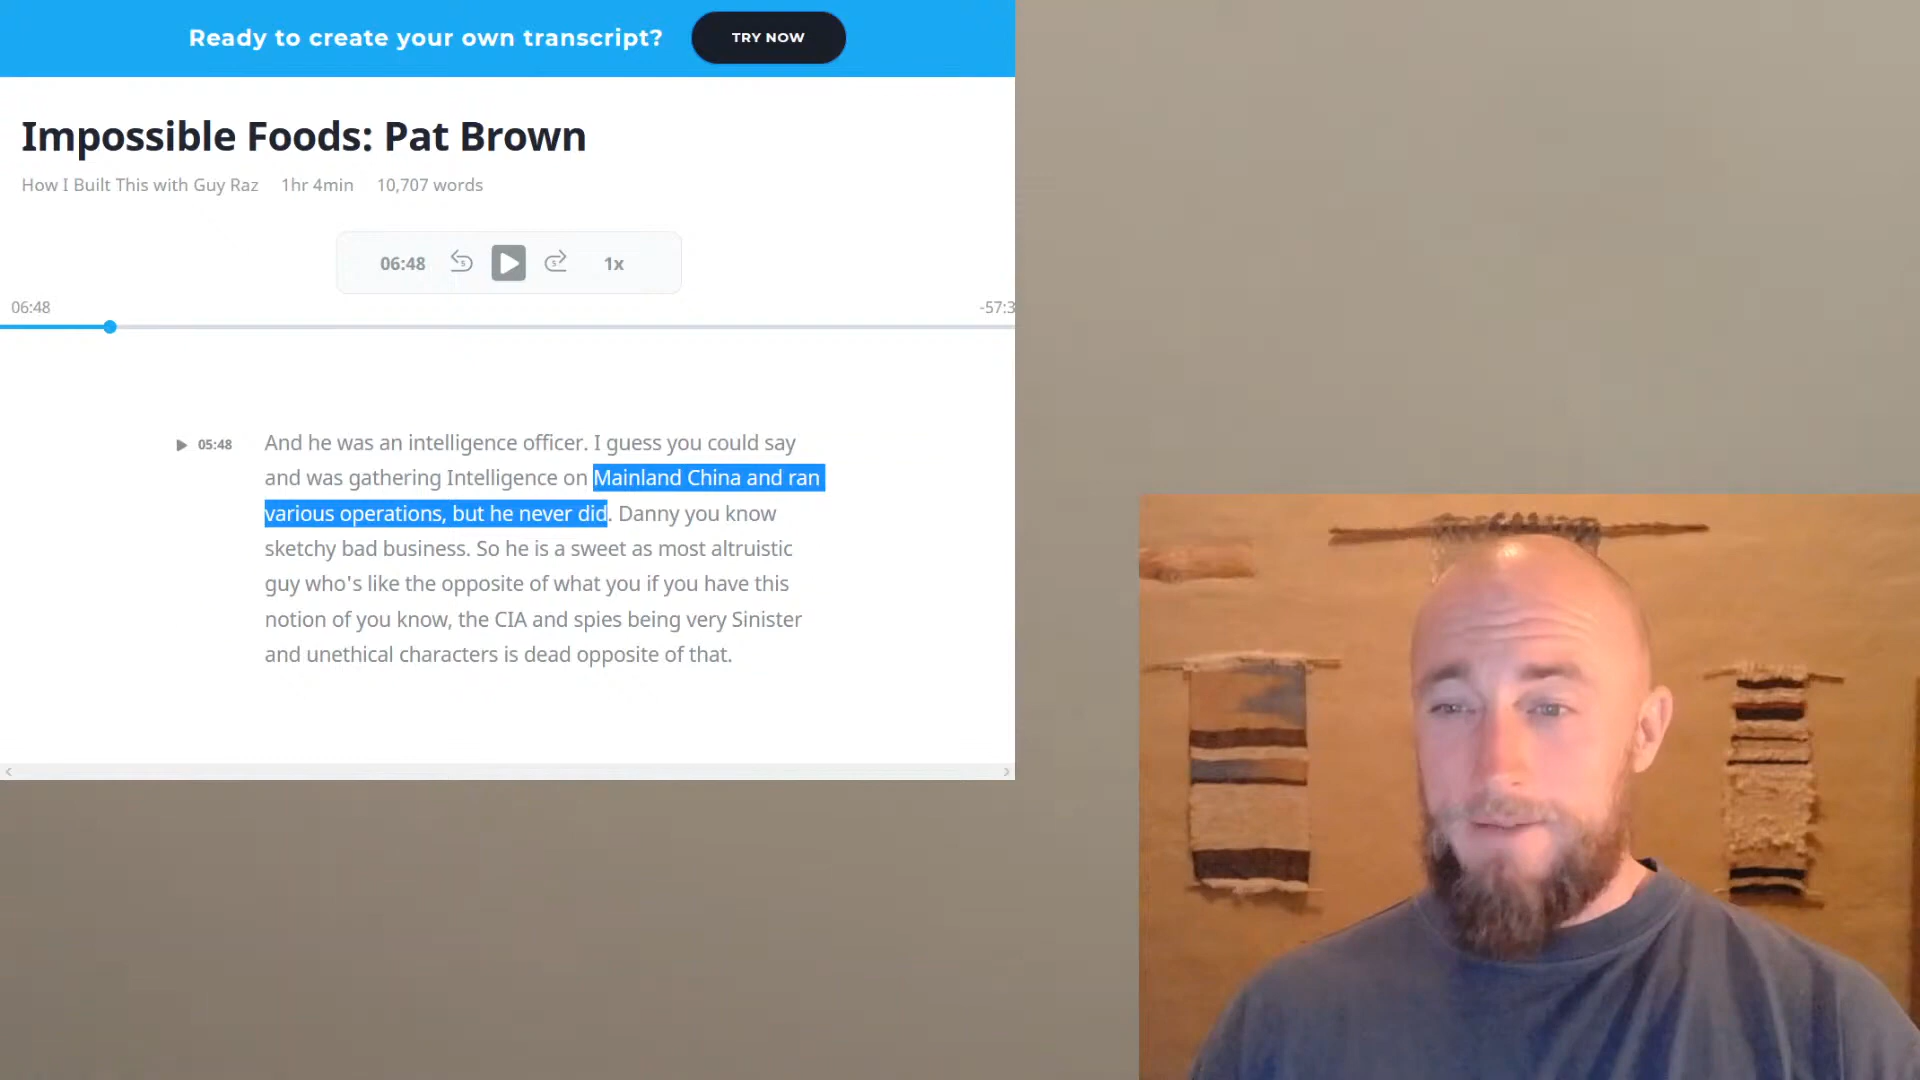 Ready to create your own transcript?
TRY NOW
Impossible Foods: Pat Brown
How I Built This with Guy Raz 1hr 4min 10,707 words
06:48 5 5 1x
06:48 -57:3
05:48 And he was an intelligence officer. I guess you could say
and was gathering Intelligence on Mainland China and ran
various operations, but he never did. Danny you know
sketchy bad business. So he is a sweet as most altruistic
guy who's like the opposite of what you if you have this
notion of you know, the CIA and spies being very Sinister
and unethical characters is dead opposite of that.